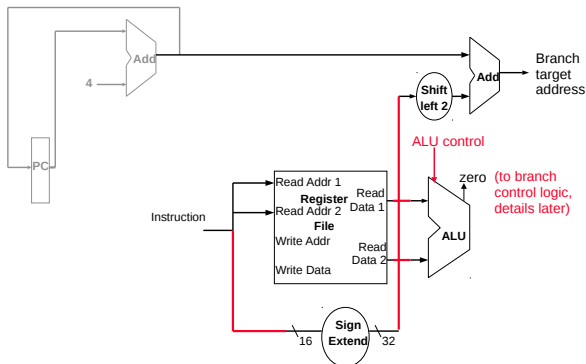 Add
4
PC
Shift
left 2
Add
Branch
target
address
ALU control
zero
(to branch
control logic,
details later)
Instruction
Read Addr 1
Register
Read Addr 2
File
Write Addr
Write Data
Read
Data 1
Read
Data 2
ALU
Sign
Extend
16
32